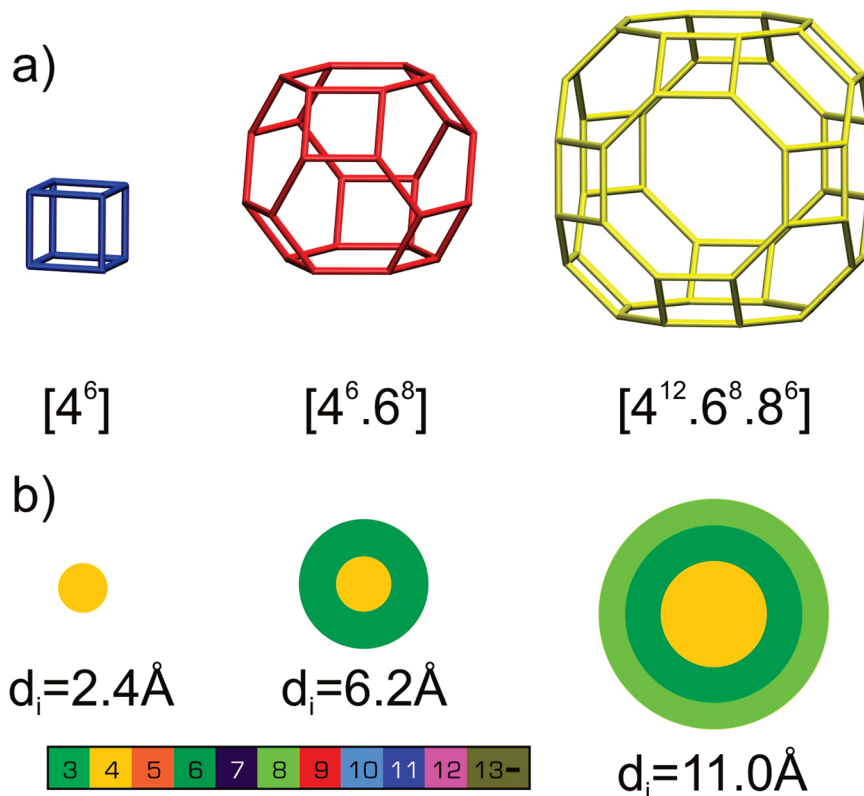 a)
[4⁶] [4⁶.6⁸] [4¹².6⁸.8⁶]
b)
dᵢ=2.4Å dᵢ=6.2Å
3 4 5 6 7 8 9 10 11 12 13-
dᵢ=11.0Å